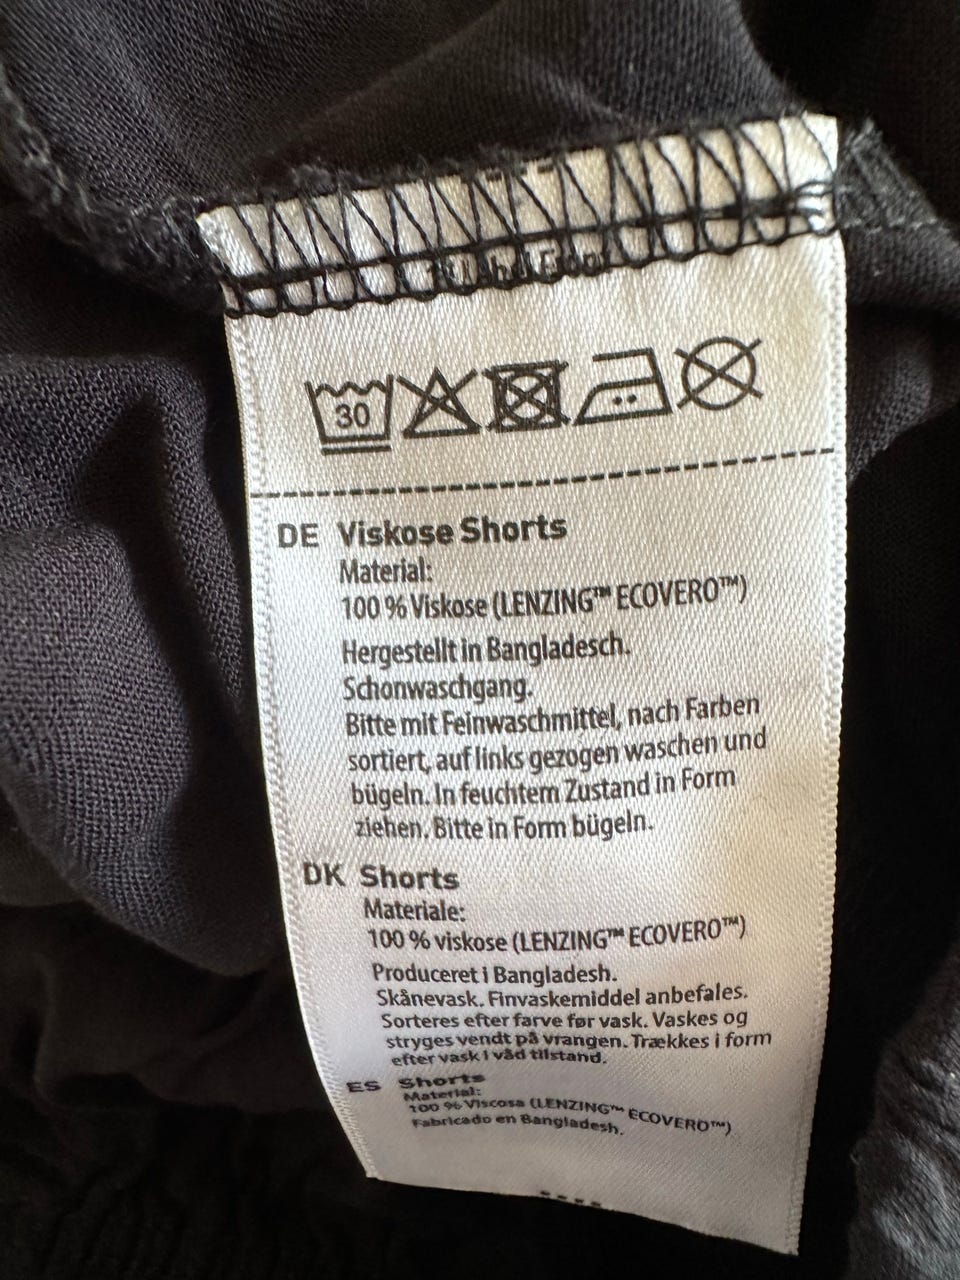 30
DE Viskose Shorts
Material:
100 % Viskose (LENZING™ ECOVERO™)
Hergestellt in Bangladesch.
Schonwaschgang.
Bitte mit Feinwaschmittel, nach Farben
sortiert, auf links gezogen waschen und
bügeln. In feuchtem Zustand in Form
ziehen. Bitte in Form bügeln.
DK Shorts
Materiale:
100 % viskose (LENZING™ ECOVERO™)
Produceret i Bangladesh.
Skånevask. Finvaskemiddel anbefales.
Sorteres efter farve før vask. Vaskes og
stryges vendt på vrangen. Trækkes i form
efter vask i våd tilstand.
ES Shorts
Material:
100 % Viscosa (LENZING™ ECOVERO™)
Fabricado en Bangladesh.